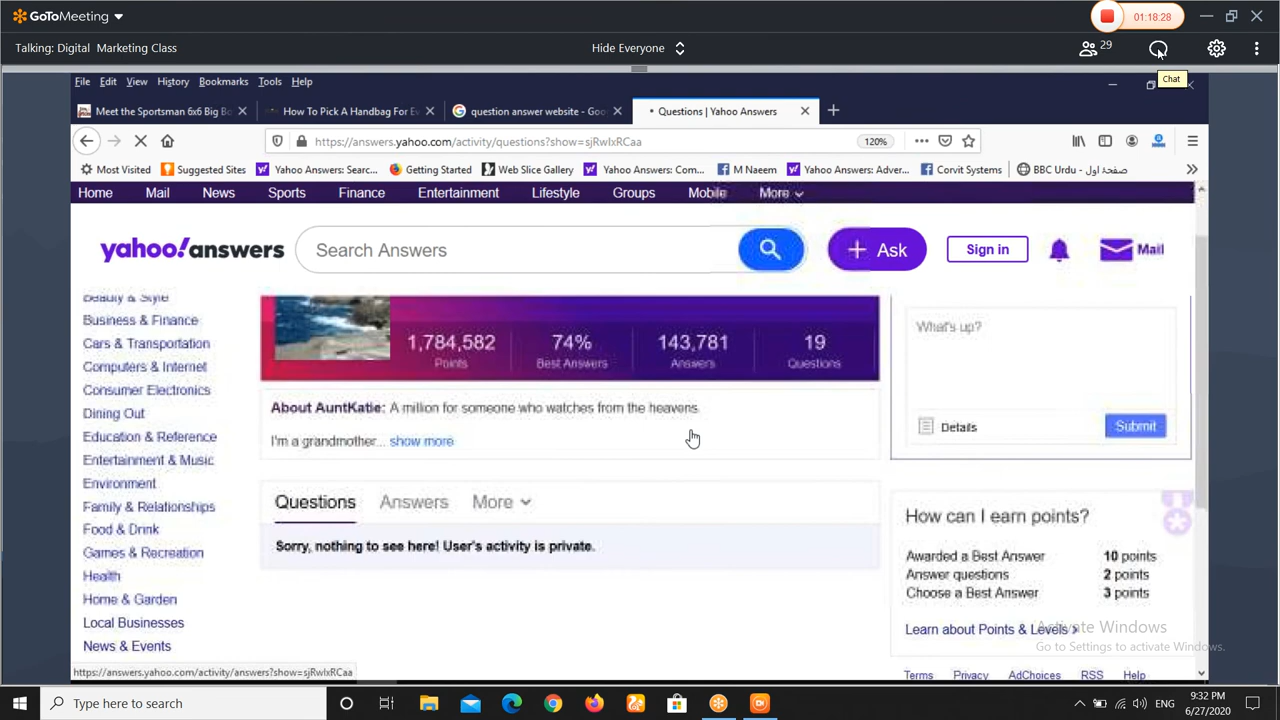 GoToMeeting
01:18:28
Talking: Digital Marketing Class
Hide Everyone
29
Chat
File Edit View History Bookmarks Tools Help
Meet the Sportsman 6x6 Big Bo
How To Pick A Handbag For Ev
question answer website - Goo
Questions | Yahoo Answers
https://answers.yahoo.com/activity/questions?show=sjRwlxRCaa
120%
Most Visited
Suggested Sites
Yahoo Answers: Searc...
Getting Started
Web Slice Gallery
Yahoo Answers: Com...
M Naeem
Yahoo Answers: Adver...
Corvit Systems
BBC Urdu - صفحۂ اول
Home Mail News Sports Finance Entertainment Lifestyle Groups Mobile More
yahoo!answers
Search Answers
Ask
Sign in
Mail
Beauty & Style
Business & Finance
Cars & Transportation
Computers & Internet
Consumer Electronics
Dining Out
Education & Reference
Entertainment & Music
Environment
Family & Relationships
Food & Drink
Games & Recreation
Health
Home & Garden
Local Businesses
News & Events
1,784,582 74% 143,781 19
Points Best Answers Answers Questions
About AuntKatie: A million for someone who watches from the heavens.
I'm a grandmother... show more
Questions Answers More
Sorry, nothing to see here! User's activity is private.
What's up?
Details
Submit
How can I earn points?
Awarded a Best Answer 10 points
Answer questions 2 points
Choose a Best Answer 3 points
Learn about Points & Levels >
Terms Privacy AdChoices RSS Help
Activate Windows
Go to Settings to activate Windows.
https://answers.yahoo.com/activity/answers?show=sjRwlxRCaa
Type here to search
ENG
9:32 PM
6/27/2020